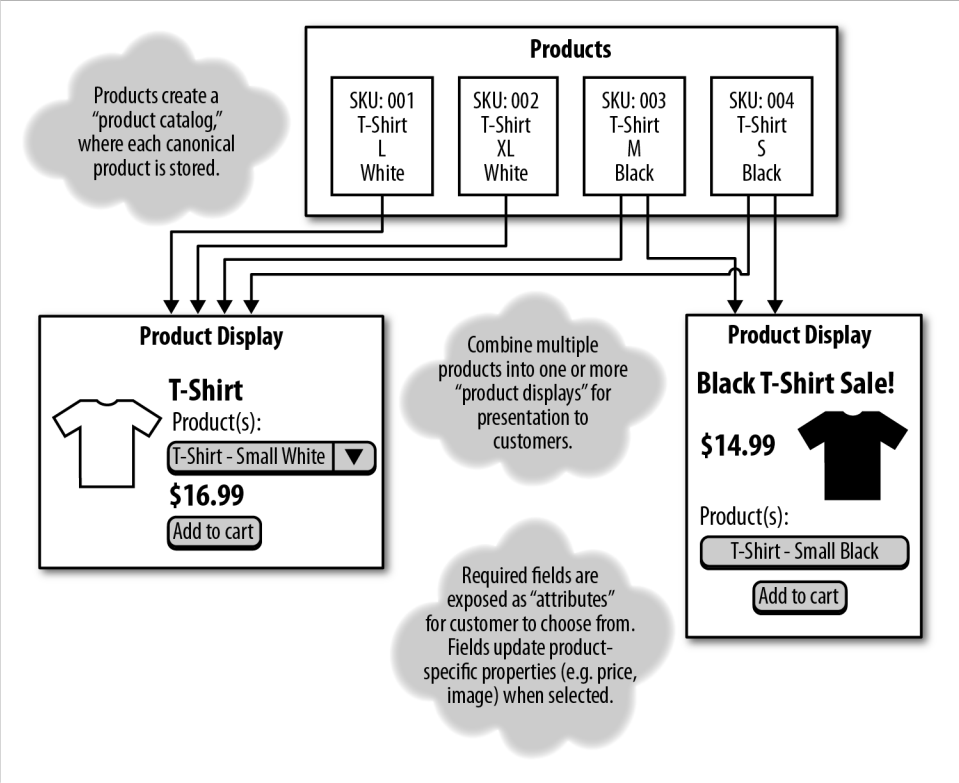 Products
Products create a
“product catalog,”
where each canonical
product is stored.
SKU: 001
T-Shirt
L
White
SKU: 002
T-Shirt
XL
White
SKU: 003
T-Shirt
M
Black
SKU: 004
T-Shirt
S
Black
Product Display
T-Shirt
Product(s):
T-Shirt - Small White
$16.99
Add to cart
Combine multiple
products into one or more
“product displays” for
presentation to
customers.
Product Display
Black T-Shirt Sale!
$14.99
Product(s):
T-Shirt - Small Black
Add to cart
Required fields are
exposed as “attributes”
for customer to choose from.
Fields update product-
specific properties (e.g. price,
image) when selected.